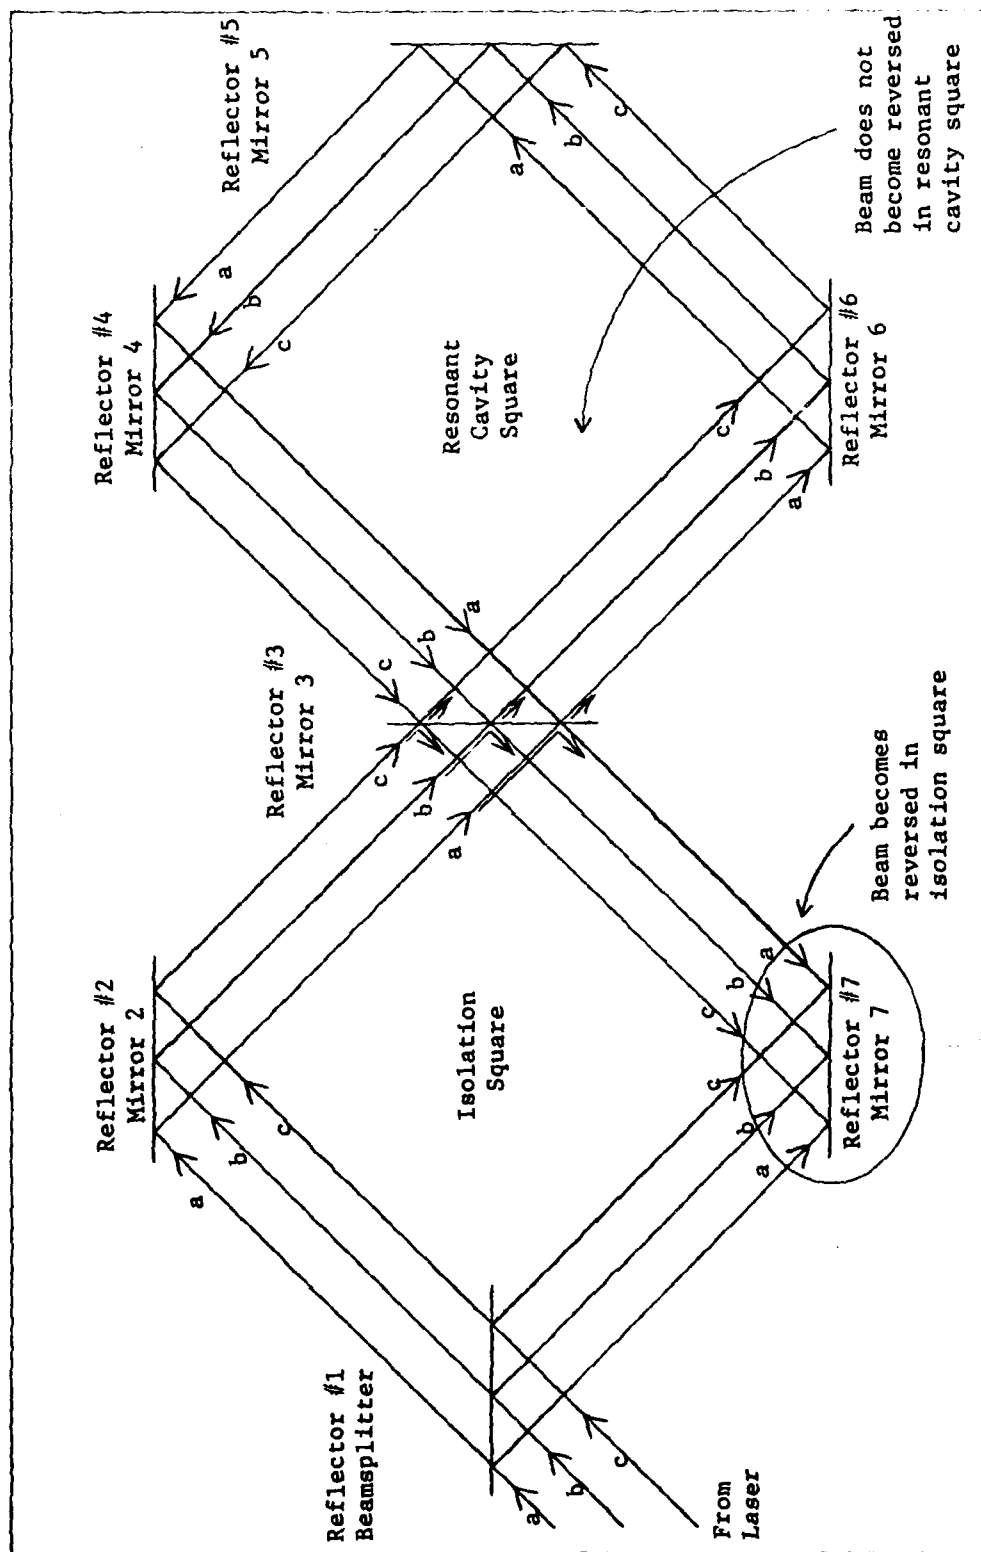 Reflector #2
Mirror 2
Reflector #4
Mirror 4
Reflector #5
Mirror 5
Reflector #3
Mirror 3
Reflector #1
Beamsplitter
a
b
c
a
b
c
c
b
a
c
b
a
Isolation
Square
Resonant
Cavity
Square
a
b
c
a
b
c
c
b
a
c
b
a
c
b
a
From
Laser
Reflector #7
Mirror 7
Reflector #6
Mirror 6
Beam becomes
reversed in
isolation square
Beam does not
become reversed
in resonant
cavity square